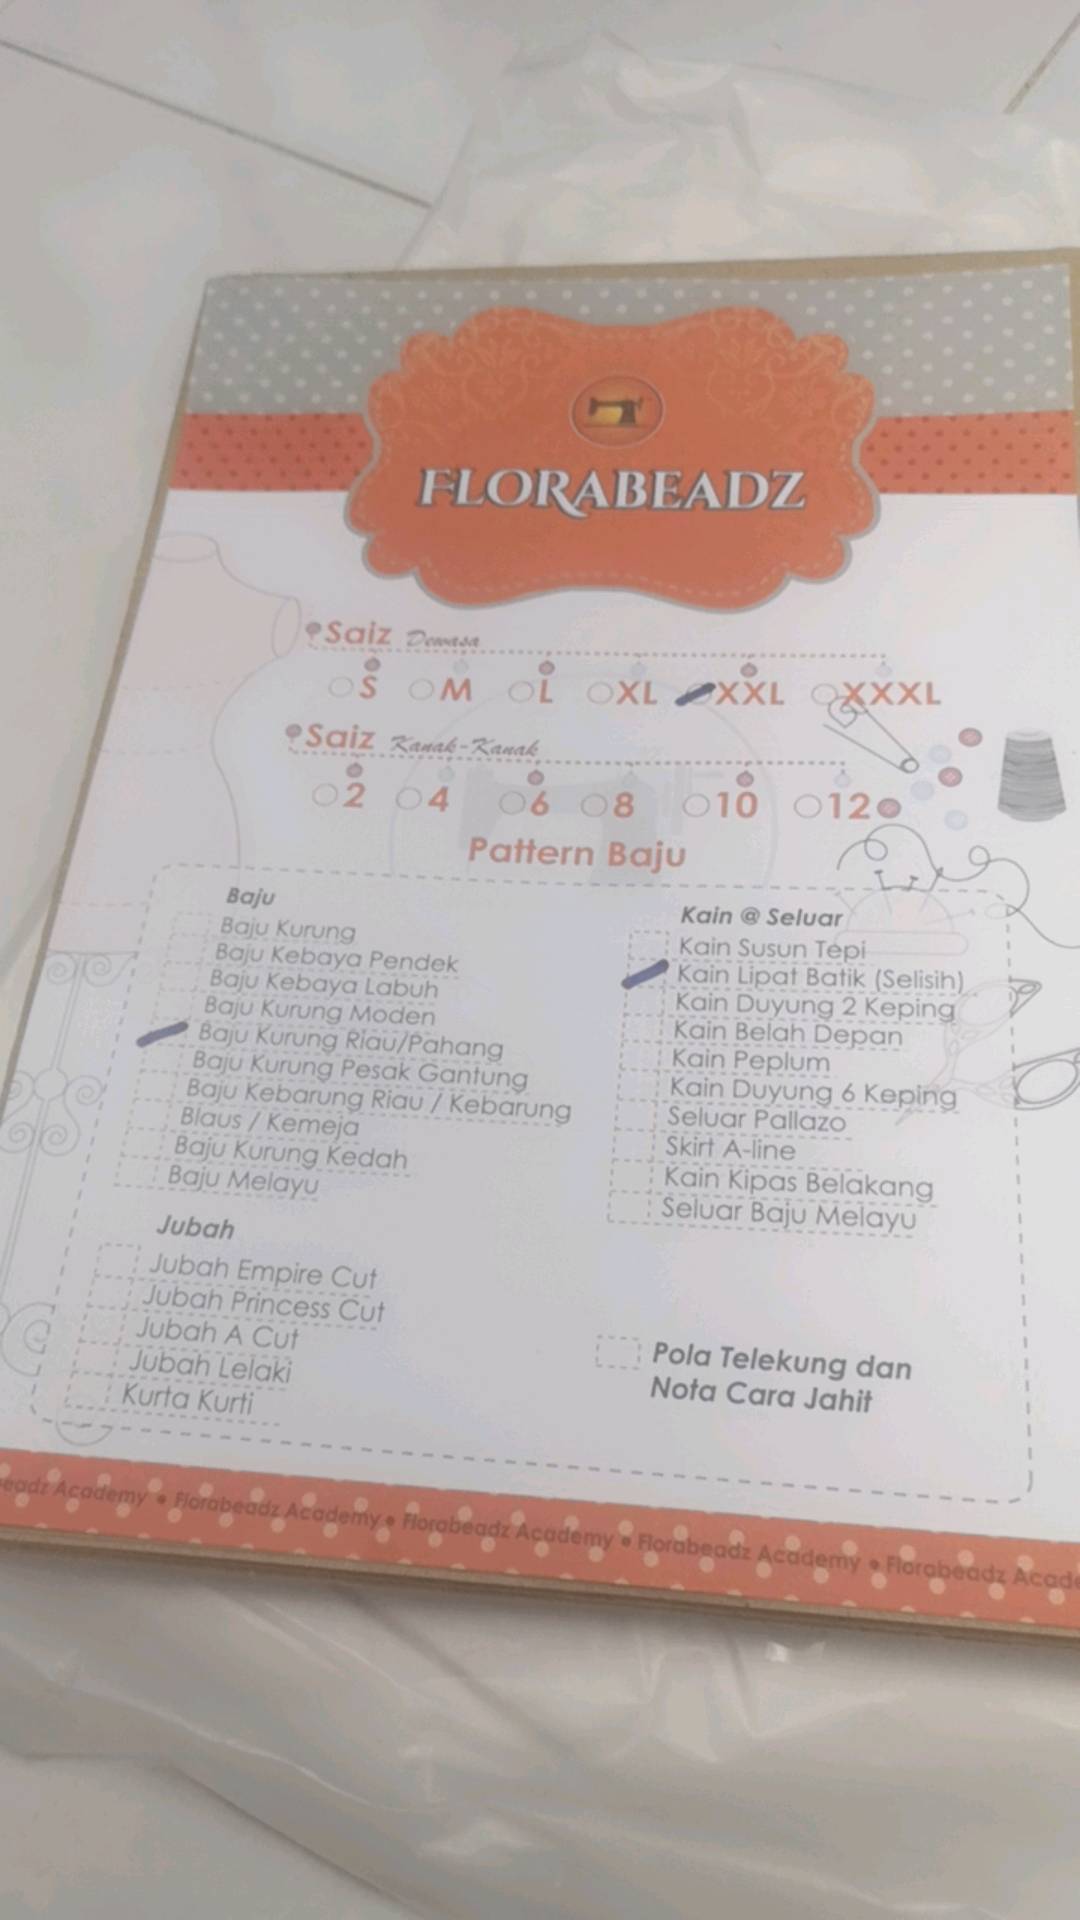 FLORABEADZ
Saiz Dewasa
S M L XL XXL XXXL
Saiz Kanak-Kanak
2 4 6 8 10 12
Pattern Baju
Baju
Baju Kurung
Baju Kebaya Pendek
Baju Kebaya Labuh
Baju Kurung Moden
Baju Kurung Riau/Pahang
Baju Kurung Pesak Gantung
Baju Kebarung Riau / Kebarung
Blaus / Kemeja
Baju Kurung Kedah
Baju Melayu
Jubah
Jubah Empire Cut
Jubah Princess Cut
Jubah A Cut
Jubah Lelaki
Kurta Kurti
Kain @ Seluar
Kain Susun Tepi
Kain Lipat Batik (Selisih)
Kain Duyung 2 Keping
Kain Belah Depan
Kain Peplum
Kain Duyung 6 Keping
Seluar Pallazo
Skirt A-line
Kain Kipas Belakang
Seluar Baju Melayu
Pola Telekung dan
Nota Cara Jahit
eadz Academy • Florabeadz Academy • Florabeadz Academy • Florabeadz Academy • Florabeadz Acade